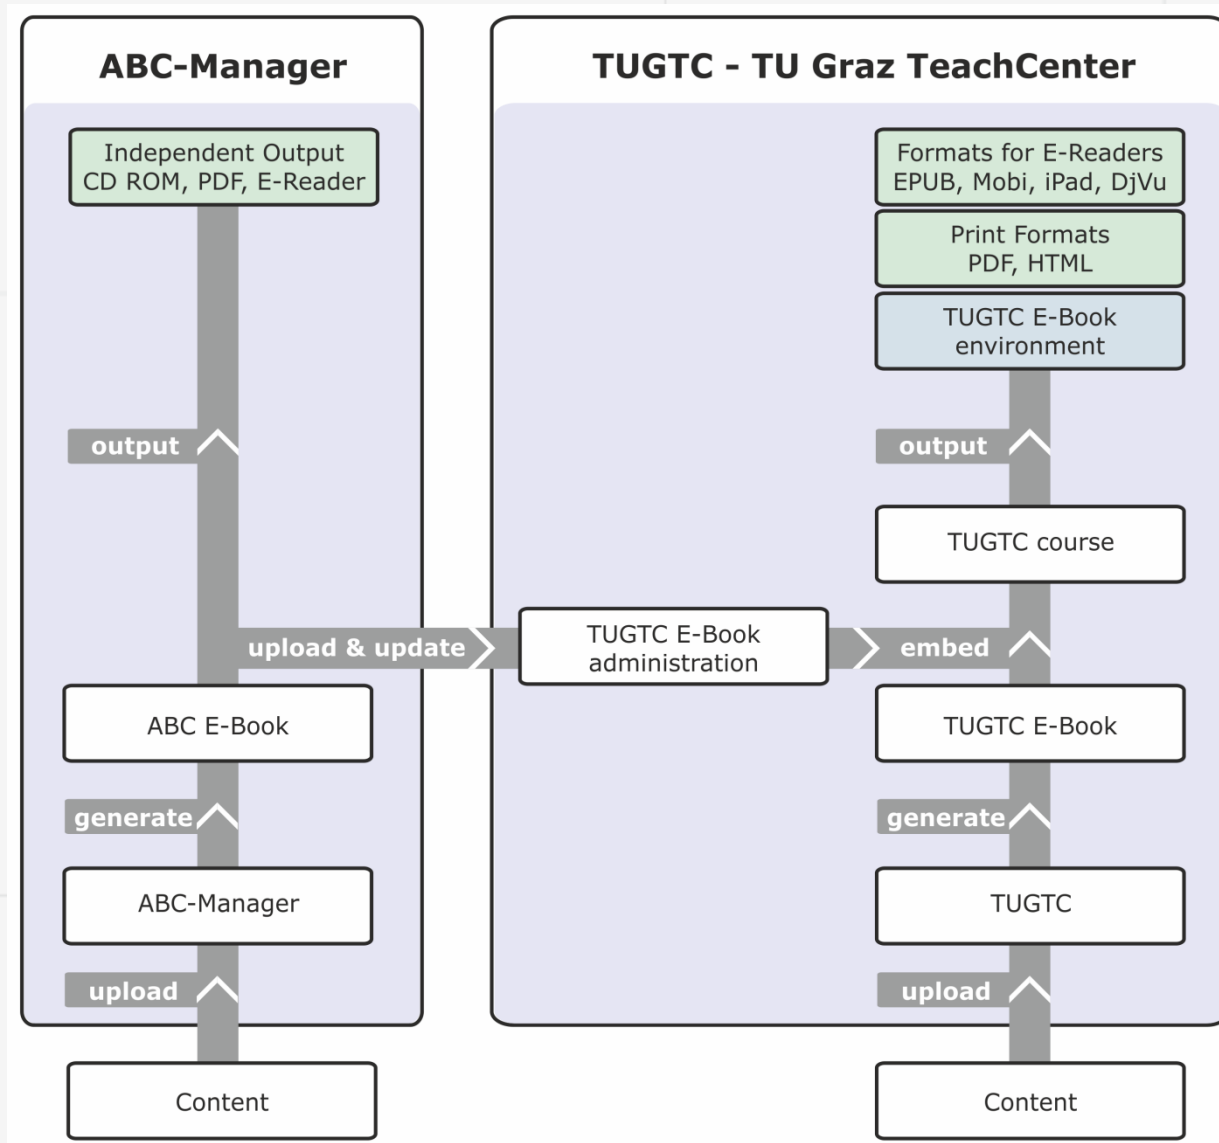 ABC-Manager
Independent Output
CD ROM, PDF, E-Reader
output
upload & update
ABC E-Book
generate
ABC-Manager
upload
Content
TUGTC - TU Graz TeachCenter
Formats for E-Readers
EPUB, Mobi, iPad, DjVu
Print Formats
PDF, HTML
TUGTC E-Book
environment
output
TUGTC course
TUGTC E-Book
administration
embed
TUGTC E-Book
generate
TUGTC
upload
Content